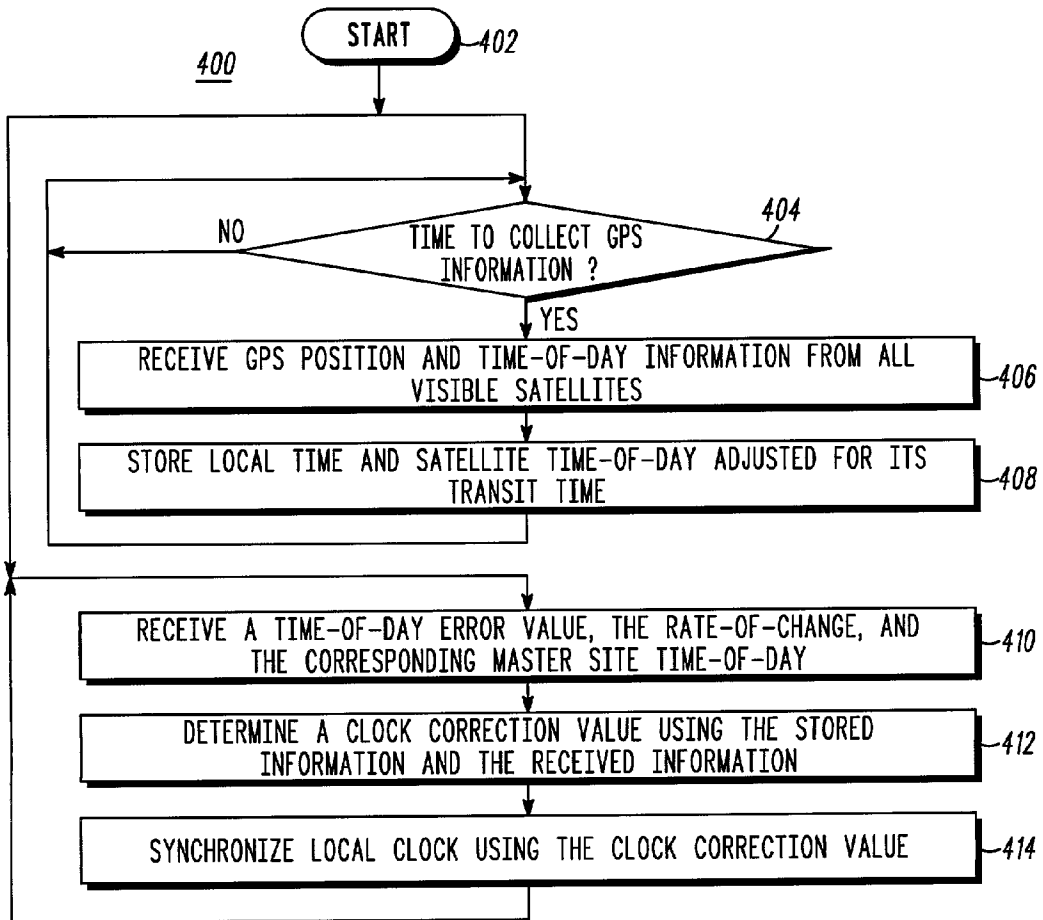 START
402
400
404
TIME TO COLLECT GPS
INFORMATION ?
NO
YES
RECEIVE GPS POSITION AND TIME-OF-DAY INFORMATION FROM ALL
VISIBLE SATELLITES
406
STORE LOCAL TIME AND SATELLITE TIME-OF-DAY ADJUSTED FOR ITS
TRANSIT TIME
408
RECEIVE A TIME-OF-DAY ERROR VALUE, THE RATE-OF-CHANGE, AND
THE CORRESPONDING MASTER SITE TIME-OF-DAY
410
DETERMINE A CLOCK CORRECTION VALUE USING THE STORED
INFORMATION AND THE RECEIVED INFORMATION
412
SYNCHRONIZE LOCAL CLOCK USING THE CLOCK CORRECTION VALUE
414